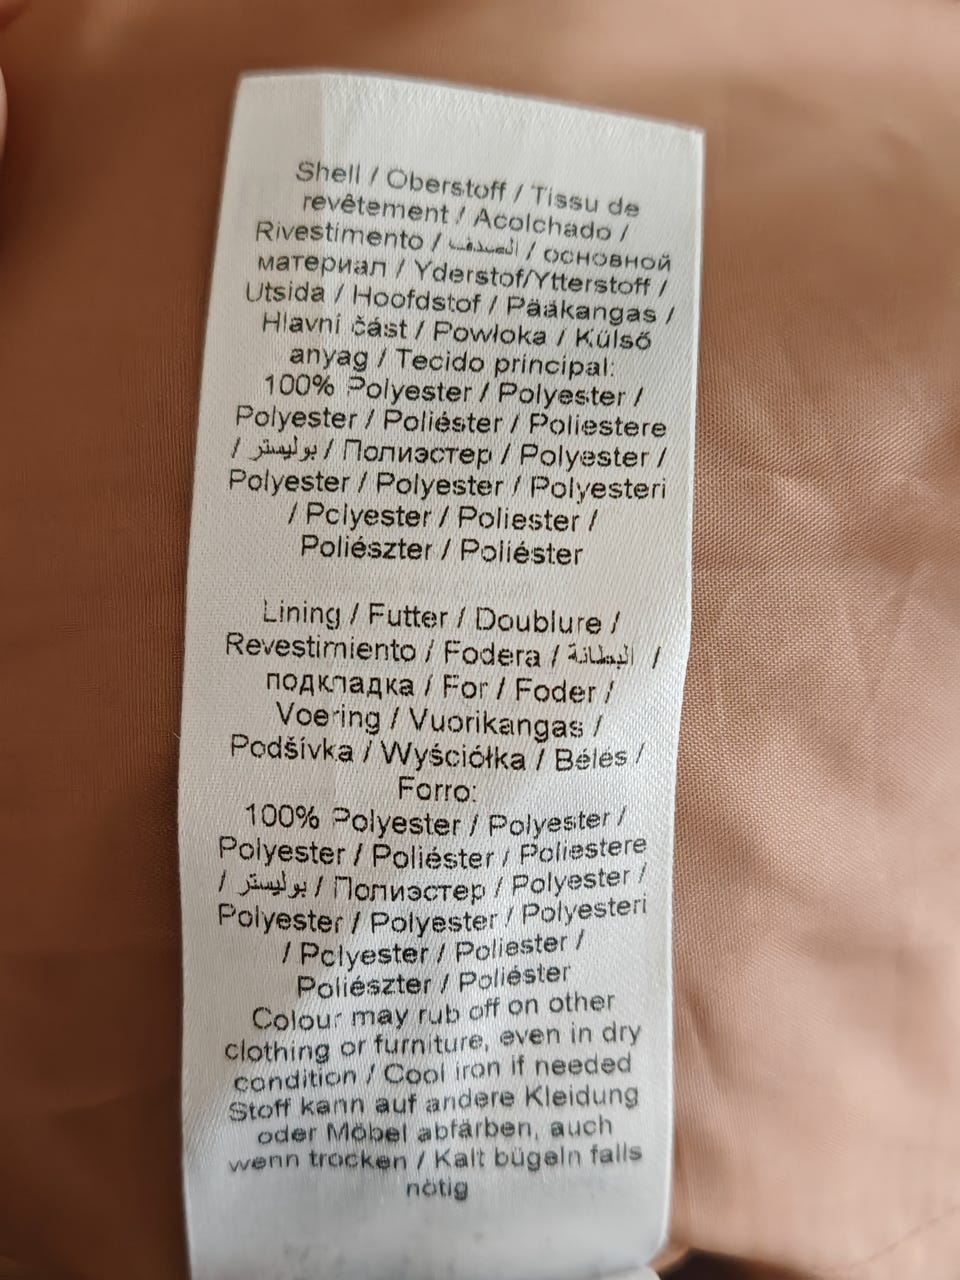 Shell / Oberstoff / Tissu de
revêtement / Acolchado /
Rivestimento / الصدف / основной
материал / Yderstof/Ytterstoff /
Utsida / Hoofdstof / Pääkangas /
Hlavní část / Powłoka / Külső
anyag / Tecido principal:
100% Polyester / Polyester /
Polyester / Poliéster / Poliestere
/ بوليستر / Полиэстер / Polyester /
Polyester / Polyester / Polyesteri
/ Polyester / Poliester /
Poliészter / Poliéster
Lining / Futter / Doublure /
Revestimiento / Fodera / البطانة /
подкладка / For / Foder /
Voering / Vuorikangas /
Podšívka / Wyściółka / Bélés /
Forro:
100% Polyester / Polyester /
Polyester / Poliéster / Poliestere
/ بوليستر / Полиэстер / Polyester /
Polyester / Polyester / Polyesteri
/ Polyester / Poliester /
Poliészter / Poliéster
Colour may rub off on other
clothing or furniture, even in dry
condition / Cool iron if needed
Stoff kann auf andere Kleidung
oder Möbel abfärben, auch
wenn trocken / Kalt bügeln falls
nötig